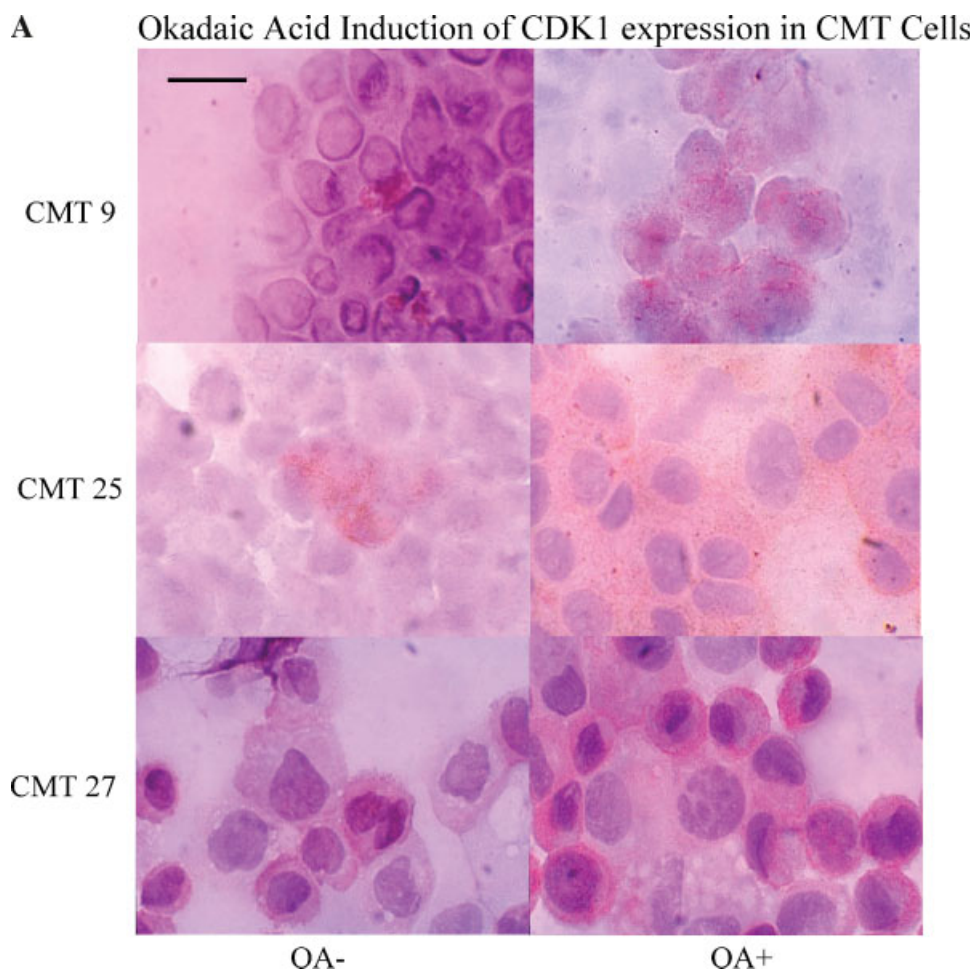 A Okadaic Acid Induction of CDK1 expression in CMT Cells
CMT 9
CMT 25
CMT 27
OA- OA+